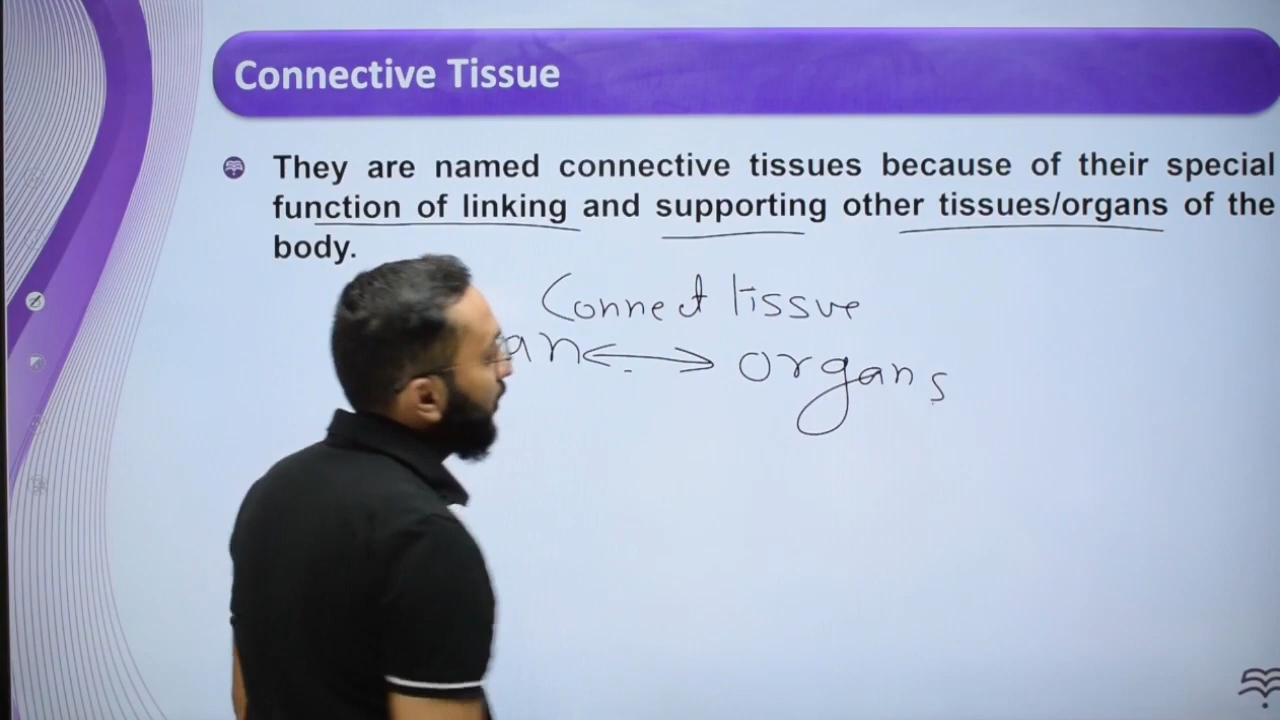 Connective Tissue
They are named connective tissues because of their special
function of linking and supporting other tissues/organs of the
body.
Connect tissue
an ↔ organs